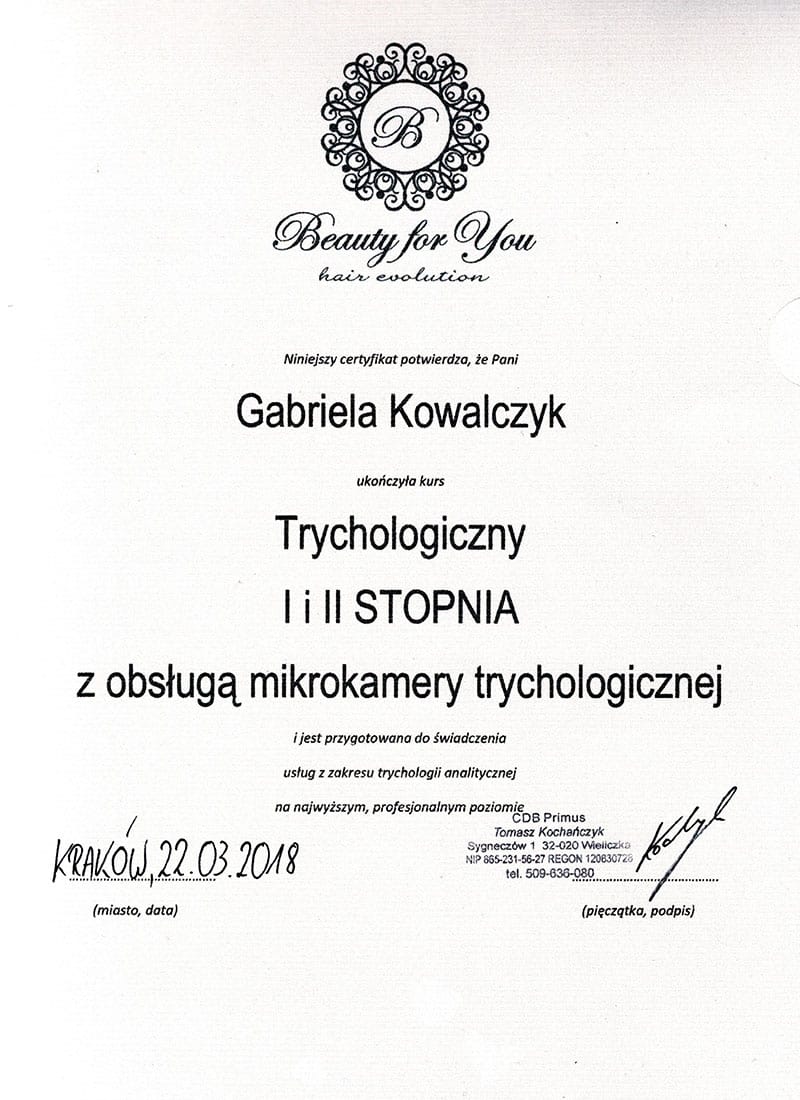 B
Beauty for You
hair evolution
Niniejszy certyfikat potwierdza, że Pani
Gabriela Kowalczyk
ukończyła kurs
Trychologiczny
I i II STOPNIA
z obsługą mikrokamery trychologicznej
i jest przygotowana do świadczenia
usług z zakresu trychologii analitycznej
na najwyższym, profesjonalnym poziomie
CDB Primus
Tomasz Kochańczyk
Sygneczów 1 32-020 Wieliczka
NIP 665-231-56-27 REGON 120630728
tel. 509-636-080
KRAKÓW, 22.03.2018
(miasto, data)
(pięczątka, podpis)